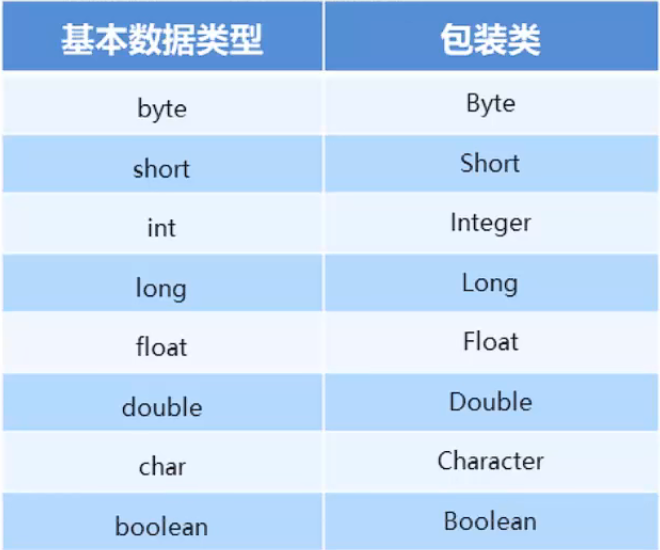 基本数据类型 包装类
byte Byte
short Short
int Integer
long Long
float Float
double Double
char Character
boolean Boolean